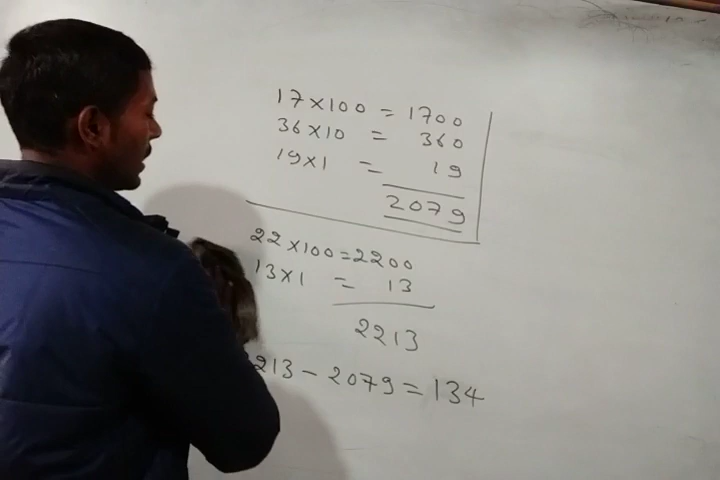 17×100 = 1700
36×10 = 360
19×1 = 19
2079
22×100=2200
13×1 = 13
2213
213 - 2079 = 134